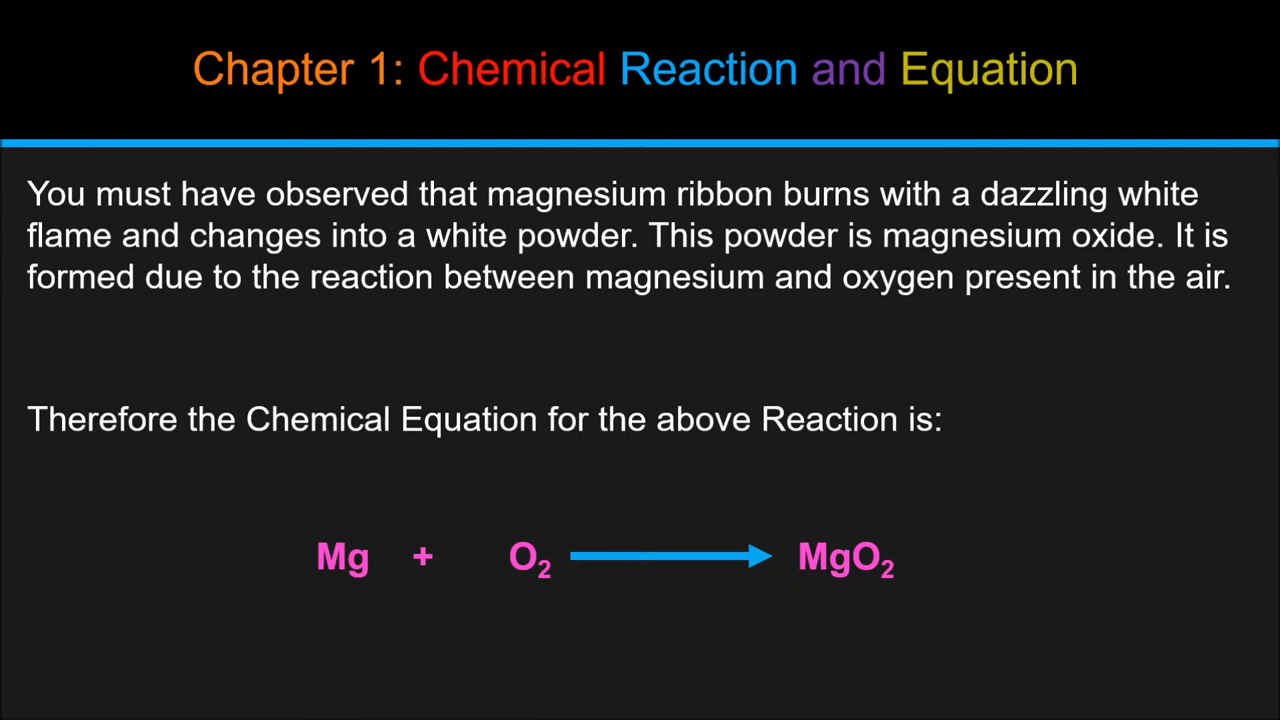 Chapter 1: Chemical Reaction and Equation
You must have observed that magnesium ribbon burns with a dazzling white
flame and changes into a white powder. This powder is magnesium oxide. It is
formed due to the reaction between magnesium and oxygen present in the air.
Therefore the Chemical Equation for the above Reaction is:
Mg + O₂ → MgO₂